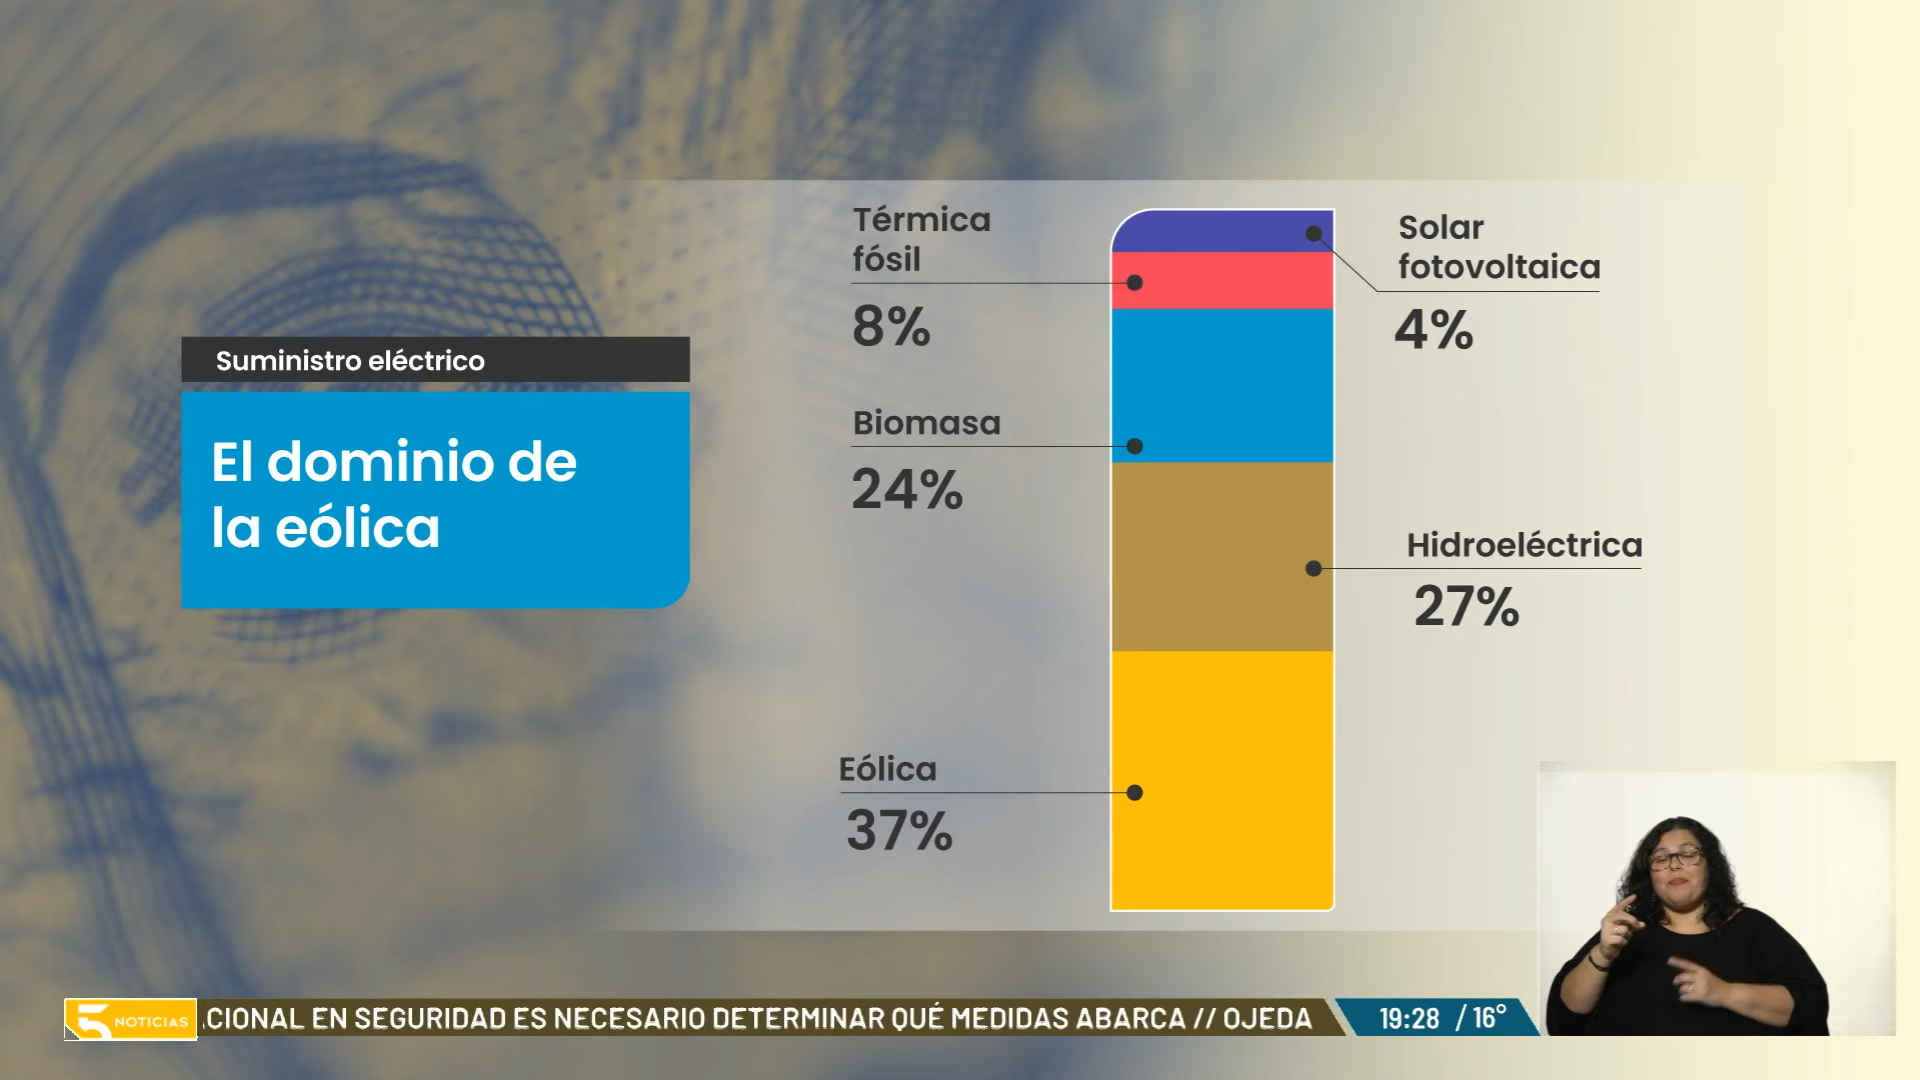 Suministro eléctrico
El dominio de
la eólica
Térmica
fósil
8%
Solar
fotovoltaica
4%
Biomasa
24%
Hidroeléctrica
27%
Eólica
37%
5 NOTICIAS
CIONAL EN SEGURIDAD ES NECESARIO DETERMINAR QUÉ MEDIDAS ABARCA // OJEDA
19:28 / 16°